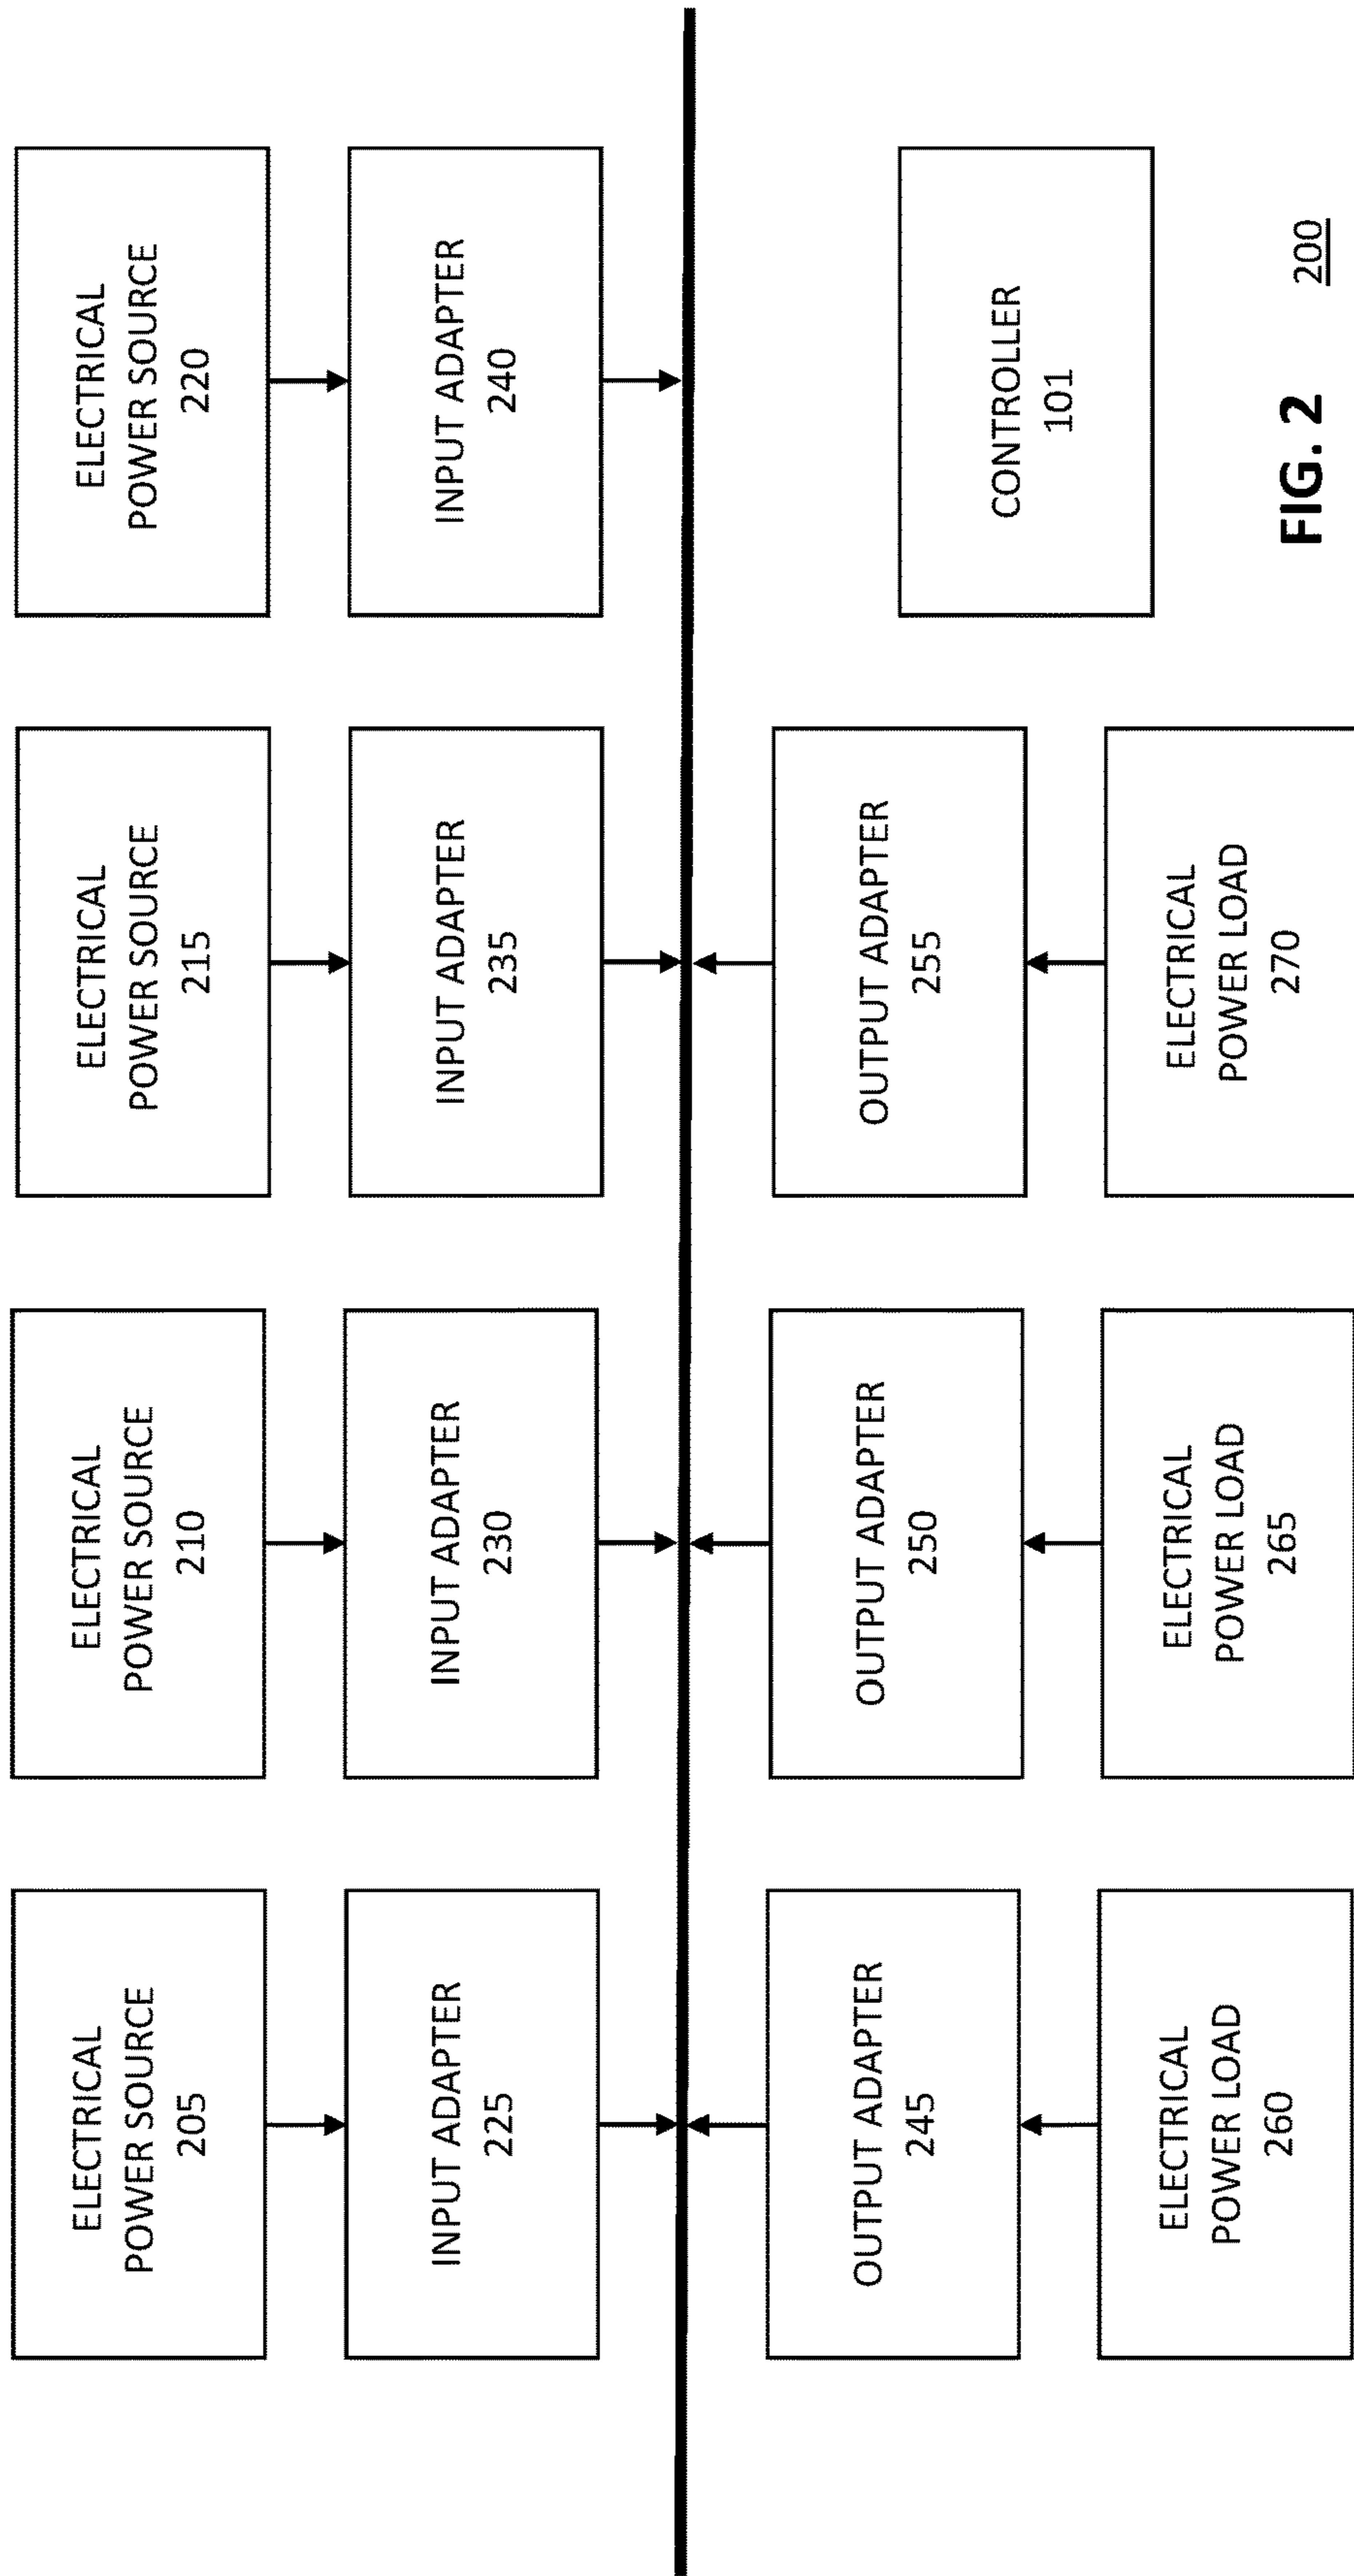 ELECTRICAL
POWER SOURCE
205
ELECTRICAL
POWER SOURCE
210
ELECTRICAL
POWER SOURCE
215
ELECTRICAL
POWER SOURCE
220
INPUT ADAPTER
225
INPUT ADAPTER
230
INPUT ADAPTER
235
INPUT ADAPTER
240
OUTPUT ADAPTER
245
OUTPUT ADAPTER
250
OUTPUT ADAPTER
255
CONTROLLER
101
ELECTRICAL
POWER LOAD
260
ELECTRICAL
POWER LOAD
265
ELECTRICAL
POWER LOAD
270
FIG. 2
200